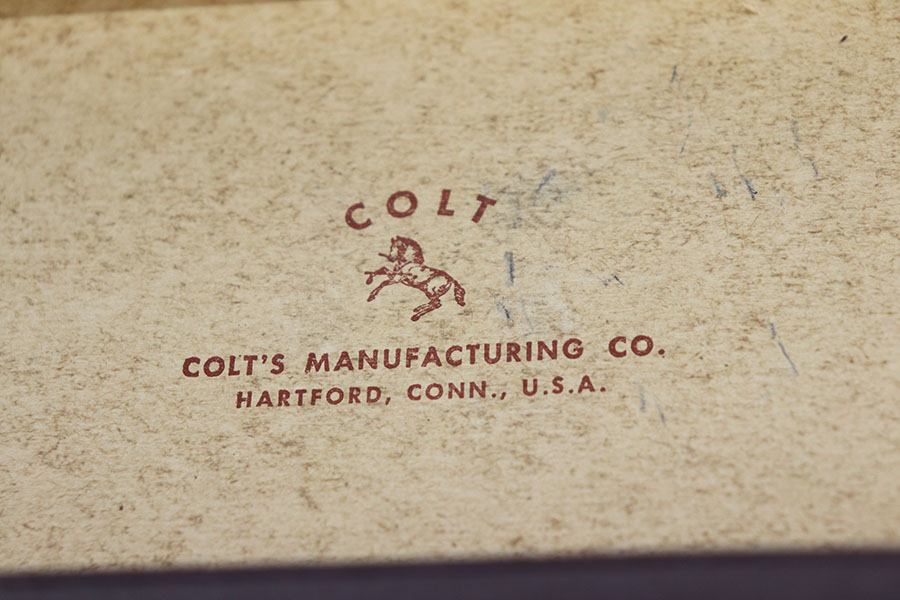 COLT
COLT'S MANUFACTURING CO.
HARTFORD, CONN., U.S.A.